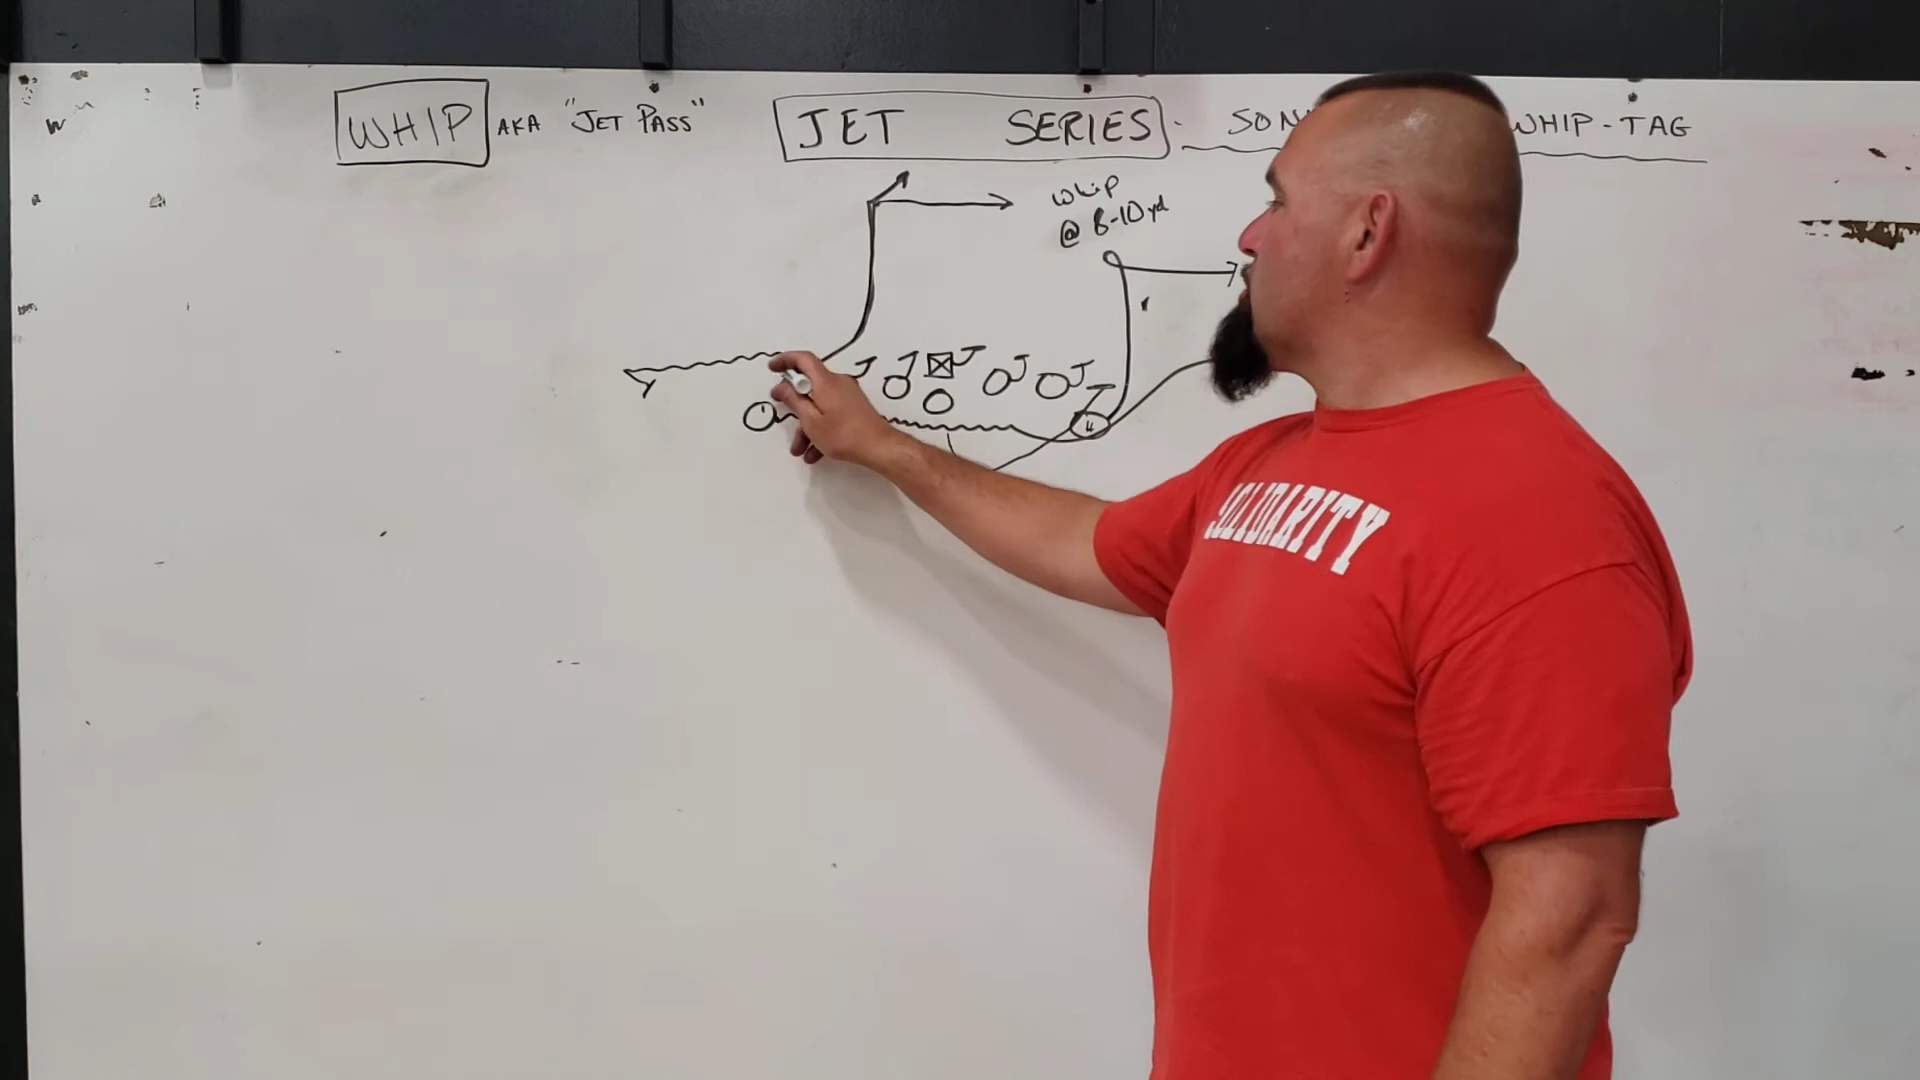 WHIP AKA "JET PASS"
JET SERIES - WHIP-TAG
whip
@ 8-10yd
SOLIDARITY